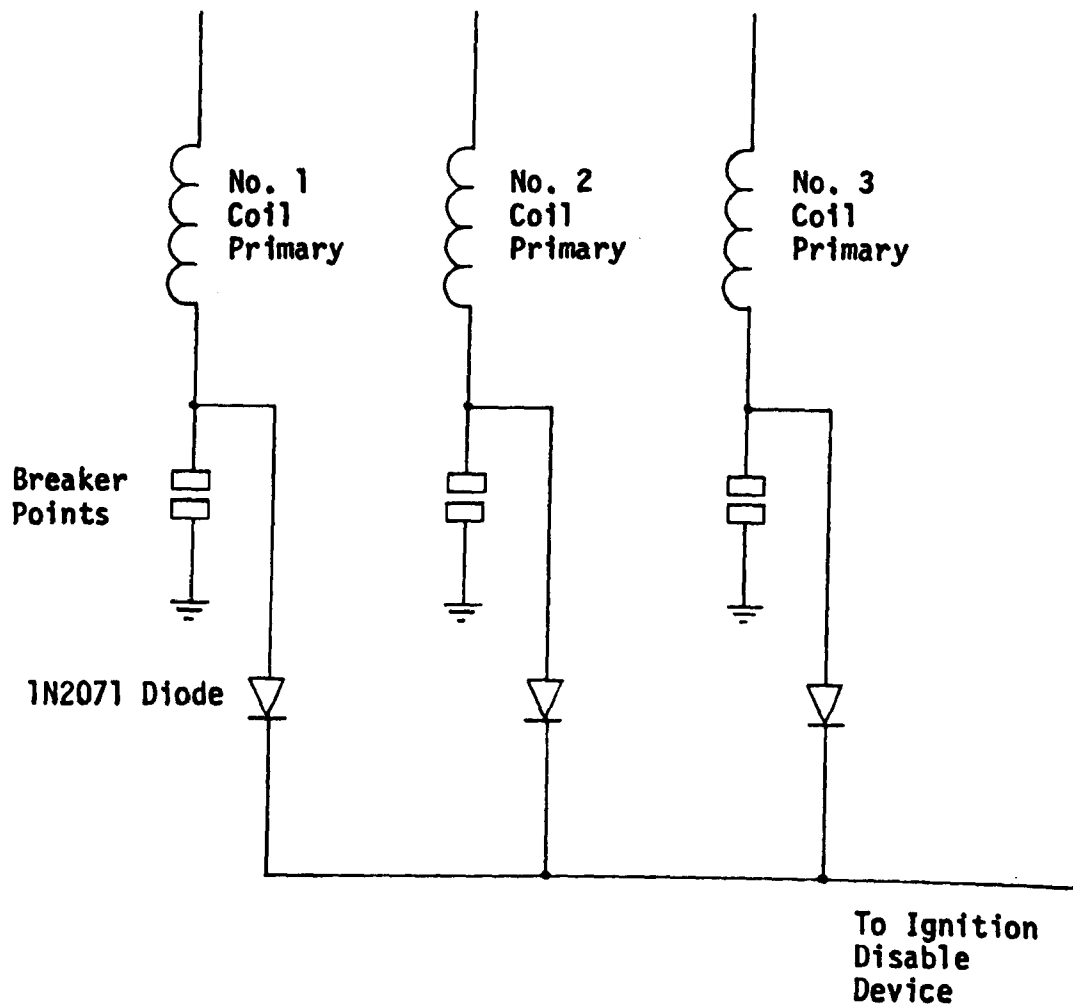 No. 1
Coil
Primary
No. 2
Coil
Primary
No. 3
Coil
Primary
Breaker
Points
1N2071 Diode
To Ignition
Disable
Device